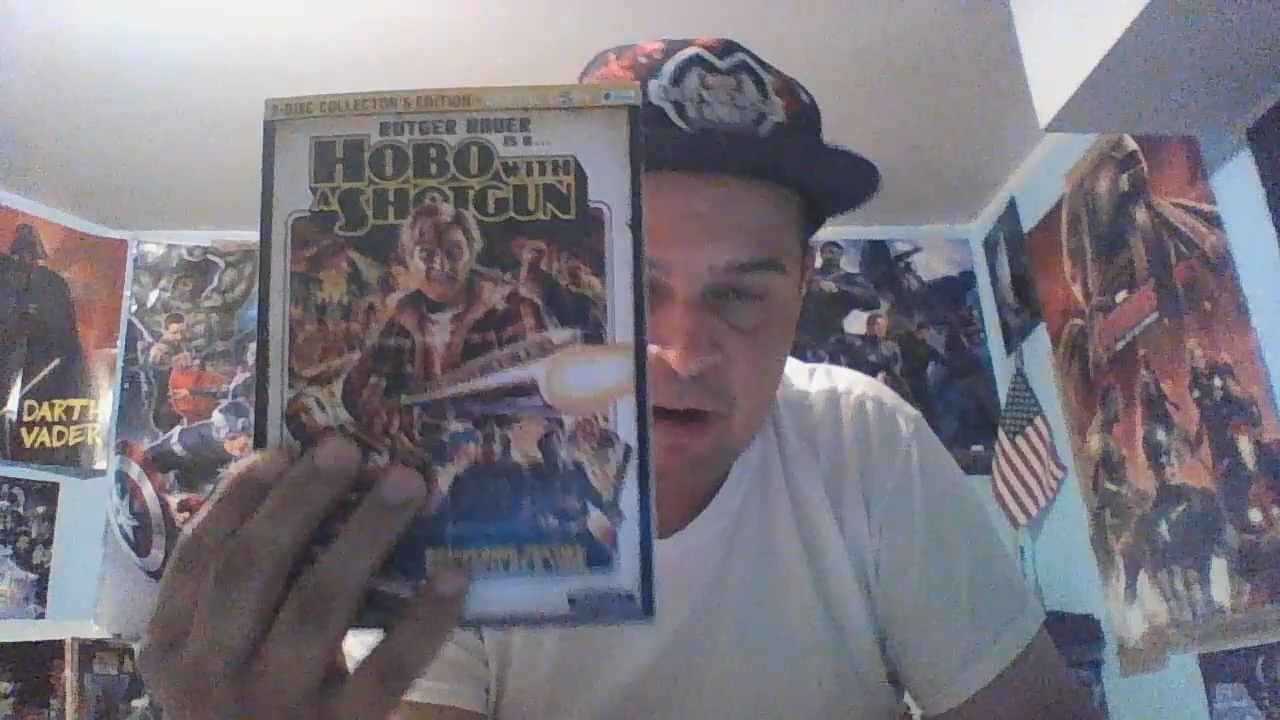 2-DISC COLLECTOR'S EDITION
RUTGER HAUER
IS A...
HOBO WITH
A SHOTGUN
DARTH
VADER